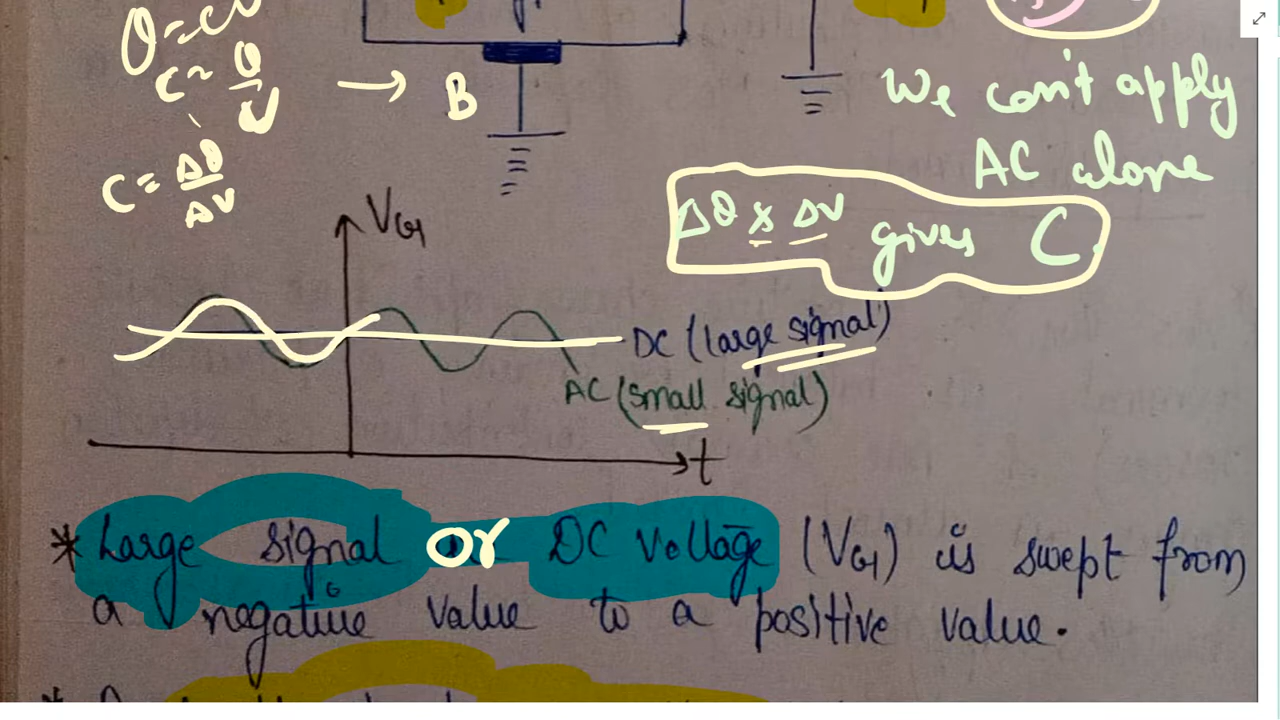 Q=CV
C= Q/V
→ B
C= ΔQ/ΔV
We can't apply
AC alone
ΔQ & ΔV gives C.
VG
DC (large signal)
AC (small signal)
t
* Large signal or DC Voltage (VG) is swept from
a negative value to a positive value.